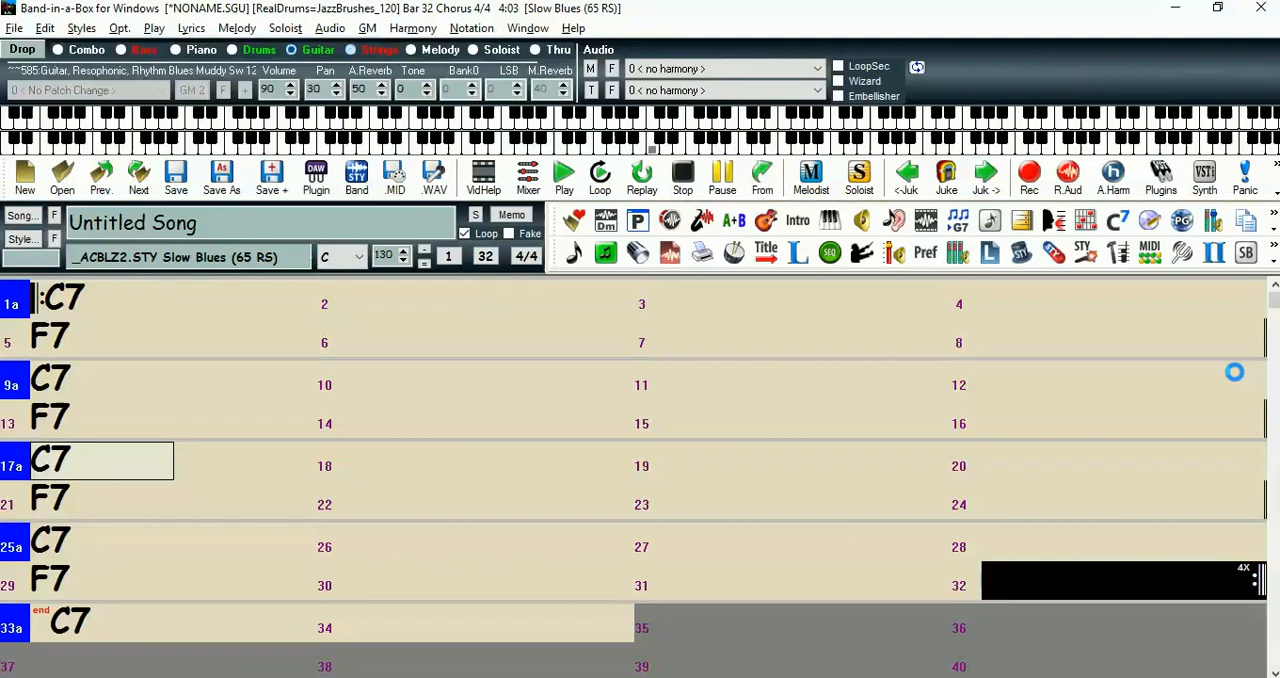 Band-in-a-Box for Windows [*NONAME.SGU] [RealDrums=JazzBrushes_120] Bar 32 Chorus 4/4 4:03 [Slow Blues (65 RS)]
File Edit Styles Opt. Play Lyrics Melody Soloist Audio GM Harmony Notation Window Help
Drop Combo Bass Piano Drums Guitar Strings Melody Soloist Thru Audio
~~585:Guitar, Resophonic, Rhythm Blues Muddy Sw 12 Volume Pan A.Reverb Tone Bank0 LSB M.Reverb M F 0 < no harmony > LoopSec
Wizard
0 < No Patch Change > GM 2 F + 90 30 50 0 0 0 40 T F 0 < no harmony > Embellisher
New Open Prev. Next Save Save As Save + Plugin Band .MID .WAV VidHelp Mixer Play Loop Replay Stop Pause From Melodist Soloist <-Juk Juke Juk -> Rec R.Aud A.Ham Plugins Synth Panic
Song... F Untitled Song S Memo Dm P A+B Intro G7 C7 PG
Loop Fake
Style... F _ACBLZ2.STY Slow Blues (65 RS) C 130 1 32 4/4 Title L SEQ Pref L STY MIDI SB
1a C7 2 3 4
5 F7 6 7 8
9a C7 10 11 12
13 F7 14 15 16
17a C7 18 19 20
21 F7 22 23 24
25a C7 26 27 28
29 F7 30 31 32 4X
33a end C7 34 35 36
37 38 39 40